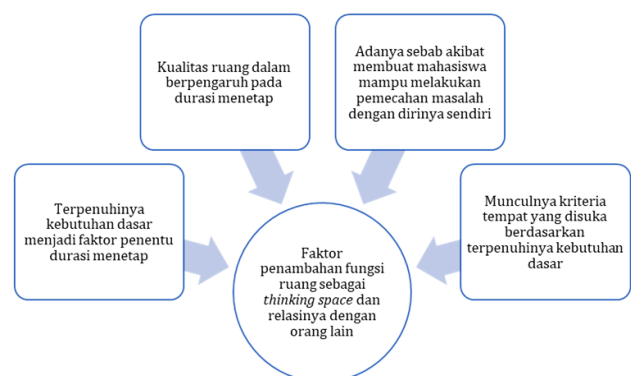 Terpenuhinya
kebutuhan dasar
menjadi faktor penentu
durasi menetap
Kualitas ruang dalam
berpengaruh pada
durasi menetap
Adanya sebab akibat
membuat mahasiswa
mampu melakukan
pemecahan masalah
dengan dirinya sendiri
Munculnya kriteria
tempat yang disuka
berdasarkan
terpenuhinya kebutuhan
dasar
Faktor
penambahan fungsi
ruang sebagai
thinking space dan
relasinya dengan
orang lain